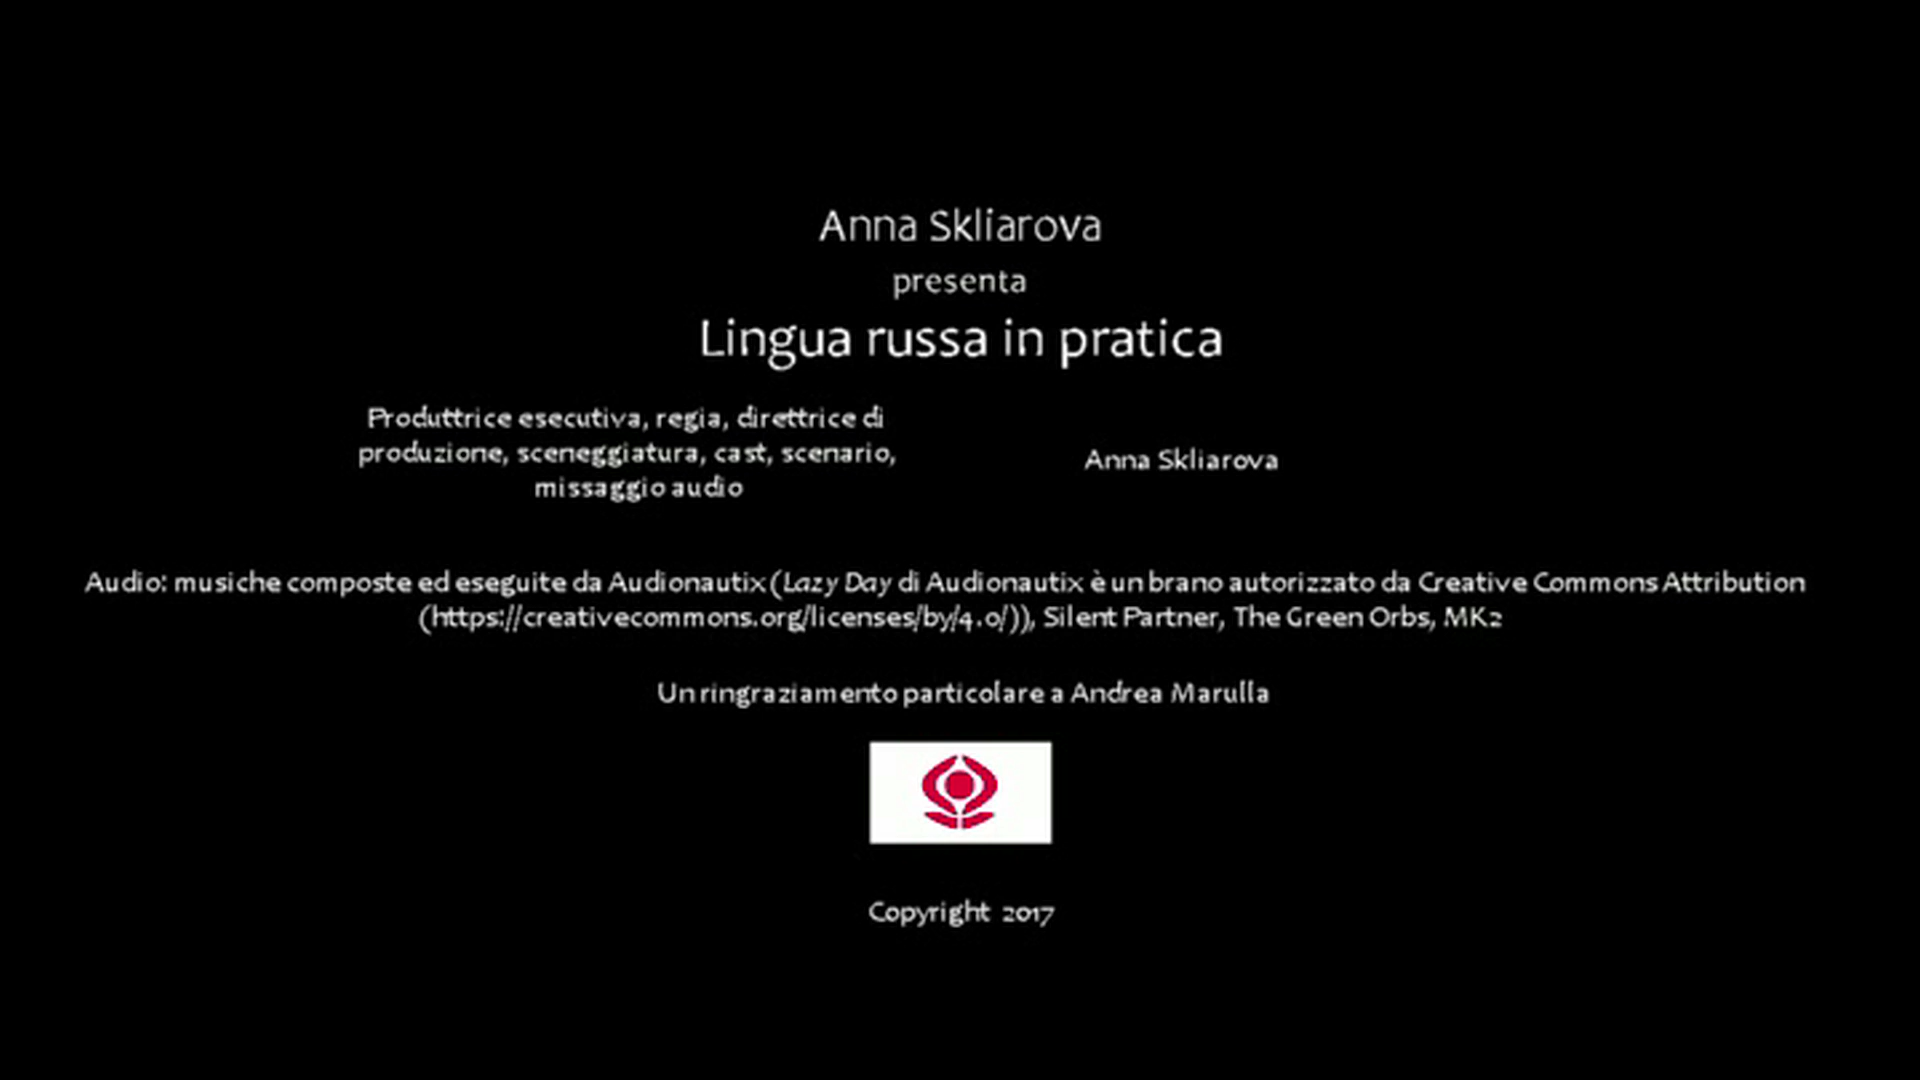 Anna Skliarova
presenta
Lingua russa in pratica
Produttrice esecutiva, regia, direttrice di
produzione, sceneggiatura, cast, scenario,
missaggio audio
Anna Skliarova
Audio: musiche composte ed eseguite da Audionautix (Lazy Day di Audionautix è un brano autorizzato da Creative Commons Attribution
(https://creativecommons.org/licenses/by/4.0/)), Silent Partner, The Green Orbs, MK2
Un ringraziamento particolare a Andrea Marulla
Copyright 2017